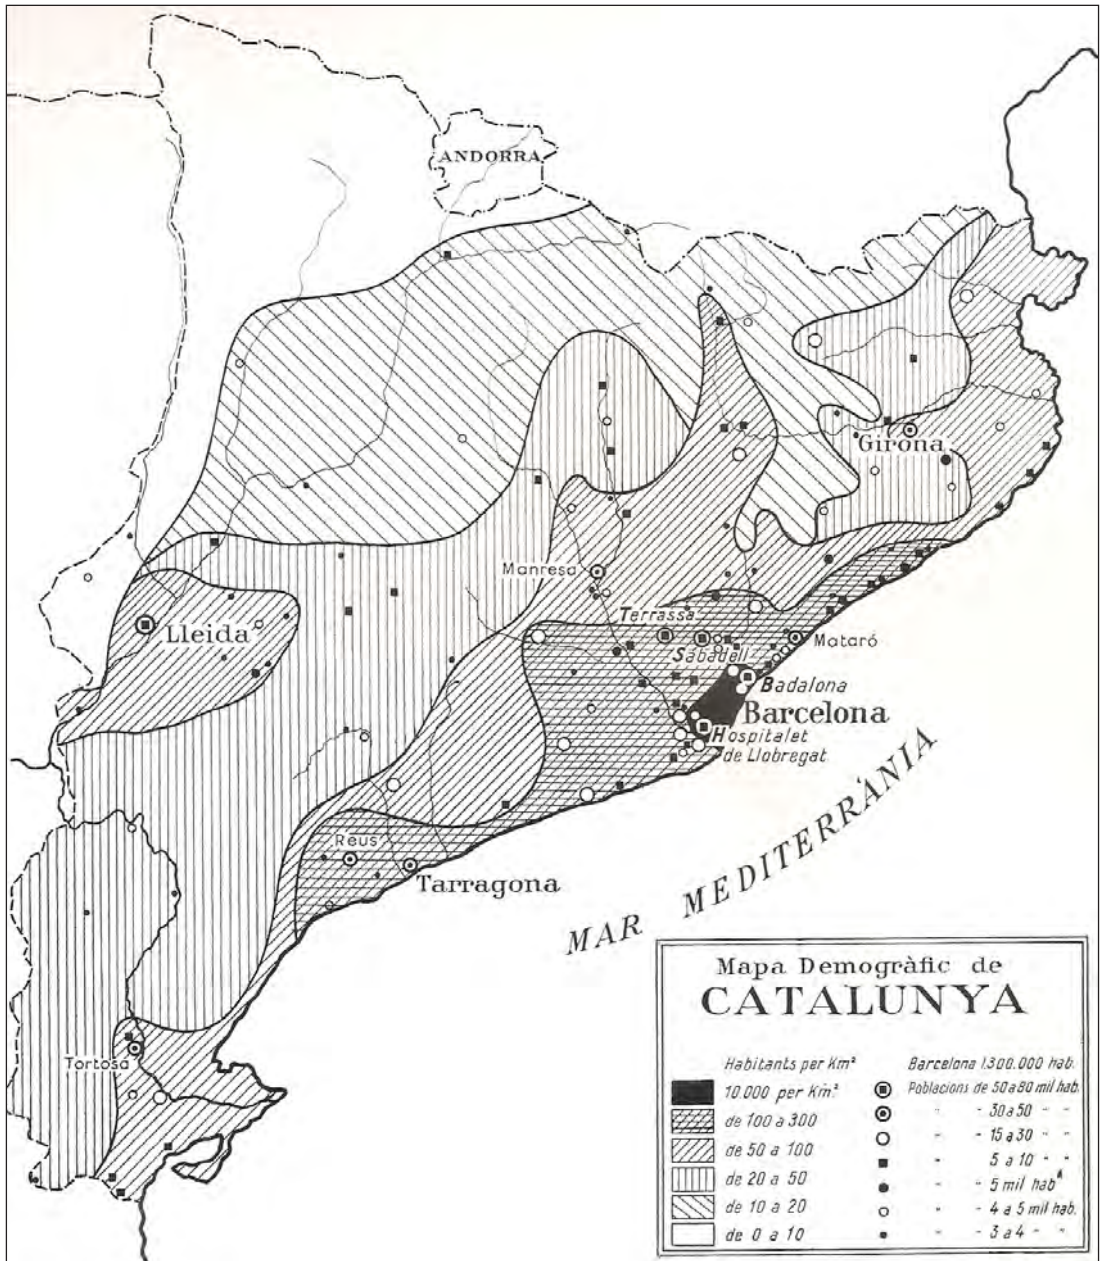 ANDORRA
Girona
Manresa
Lleida
Terrassa
Sabadell
Mataró
Badalona
Barcelona
Hospitalet
de Llobregat
Reus
Tarragona
MAR MEDITERRÀNIA
Tortosa
Mapa Demogràfic de
CATALUNYA
Habitants per Km²
10.000 per Km²
de 100 a 300
de 50 a 100
de 20 a 50
de 10 a 20
de 0 a 10
Barcelona 1.300.000 hab.
Poblacions de 50 a 80 mil hab.
" - 30 a 50 " "
" - 15 a 30 " "
" - 5 a 10 " "
" - 5 mil habᴬ
" - 4 a 5 mil hab.
" - 3 a 4 " "